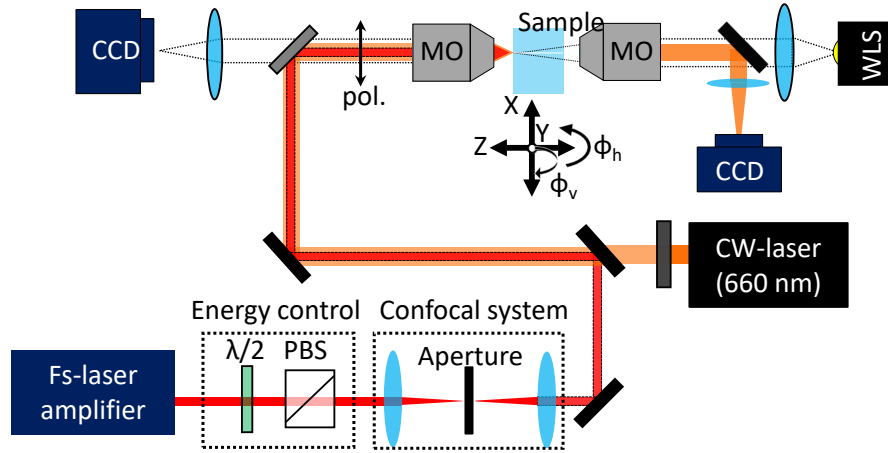 Sample
CCD
MO
MO
WLS
pol.
X
Y
Z
ϕh
ϕv
CCD
CW-laser
(660 nm)
Energy control
Confocal system
λ/2
PBS
Aperture
Fs-laser
amplifier